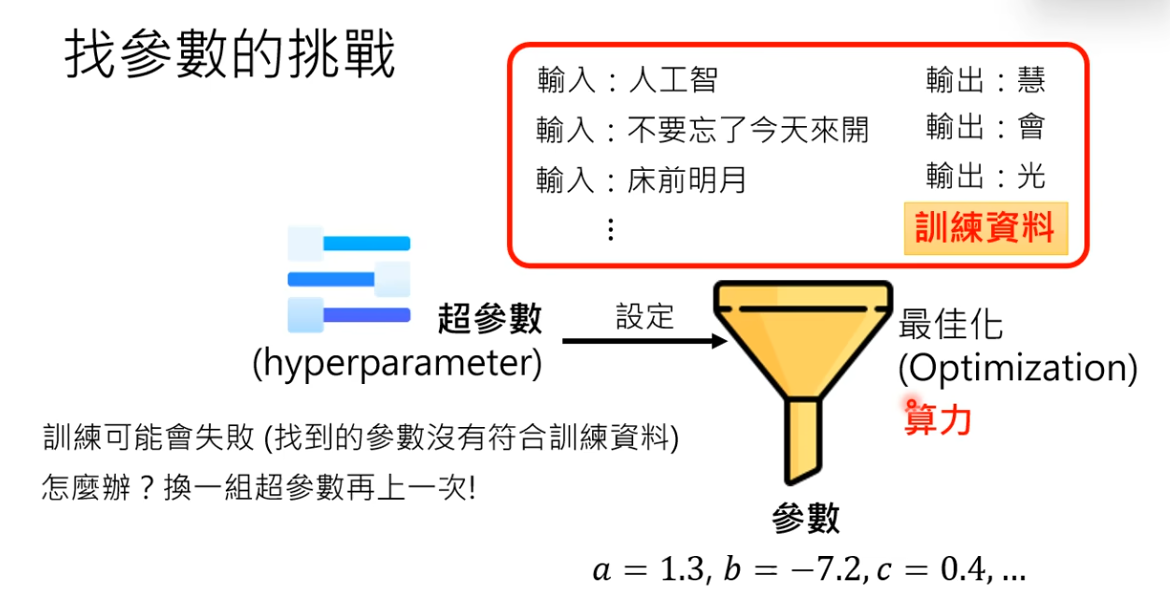 找參數的挑戰
輸入：人工智 輸出：慧
輸入：不要忘了今天來開 輸出：會
輸入：床前明月 輸出：光
⋮
訓練資料
超參數
(hyperparameter)
設定
最佳化
(Optimization)
算力
訓練可能會失敗 (找到的參數沒有符合訓練資料)
怎麼辦？換一組超參數再上一次!
參數
a = 1.3, b = −7.2, c = 0.4, …